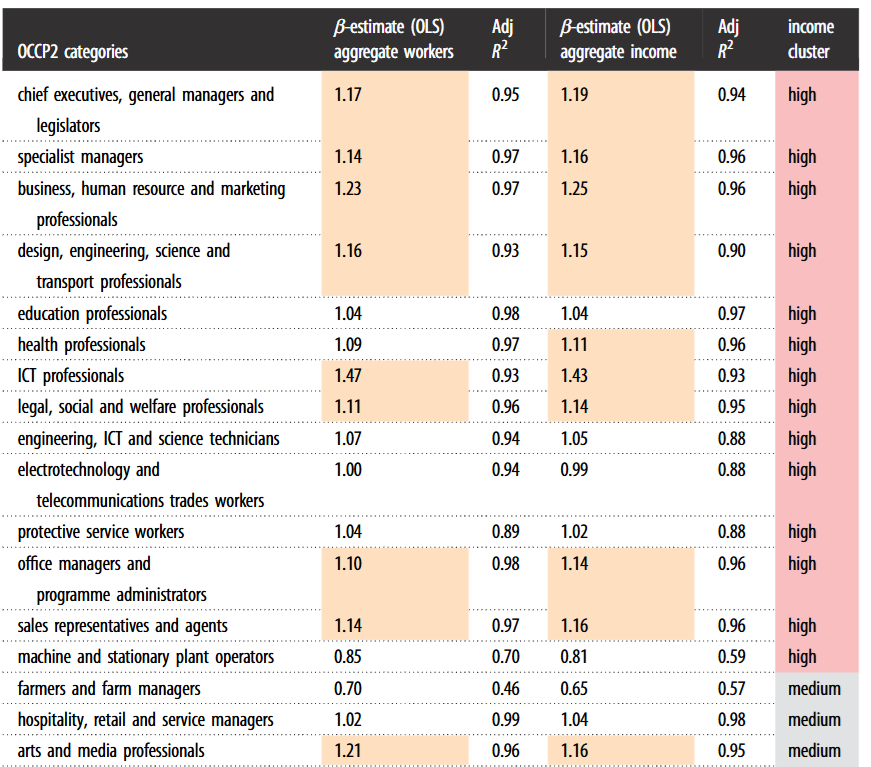 OCCP2 categories β-estimate (OLS) aggregate workers Adj R² β-estimate (OLS) aggregate income Adj R² income cluster
chief executives, general managers and legislators 1.17 0.95 1.19 0.94 high
specialist managers 1.14 0.97 1.16 0.96 high
business, human resource and marketing professionals 1.23 0.97 1.25 0.96 high
design, engineering, science and transport professionals 1.16 0.93 1.15 0.90 high
education professionals 1.04 0.98 1.04 0.97 high
health professionals 1.09 0.97 1.11 0.96 high
ICT professionals 1.47 0.93 1.43 0.93 high
legal, social and welfare professionals 1.11 0.96 1.14 0.95 high
engineering, ICT and science technicians 1.07 0.94 1.05 0.88 high
electrotechnology and telecommunications trades workers 1.00 0.94 0.99 0.88 high
protective service workers 1.04 0.89 1.02 0.88 high
office managers and programme administrators 1.10 0.98 1.14 0.96 high
sales representatives and agents 1.14 0.97 1.16 0.96 high
machine and stationary plant operators 0.85 0.70 0.81 0.59 high
farmers and farm managers 0.70 0.46 0.65 0.57 medium
hospitality, retail and service managers 1.02 0.99 1.04 0.98 medium
arts and media professionals 1.21 0.96 1.16 0.95 medium